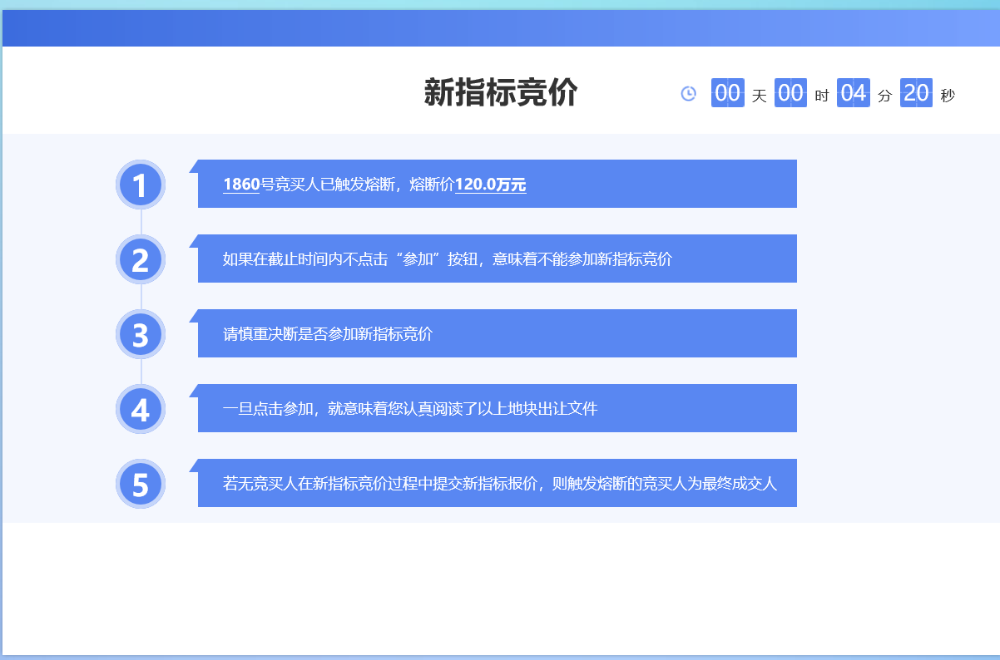 新指标竞价
00 天 00 时 04 分 20 秒
1
1860号竞买人已触发熔断，熔断价120.0万元
2
如果在截止时间内不点击“参加”按钮，意味着不能参加新指标竞价
3
请慎重决断是否参加新指标竞价
4
一旦点击参加，就意味着您认真阅读了以上地块出让文件
5
若无竞买人在新指标竞价过程中提交新指标报价，则触发熔断的竞买人为最终成交人